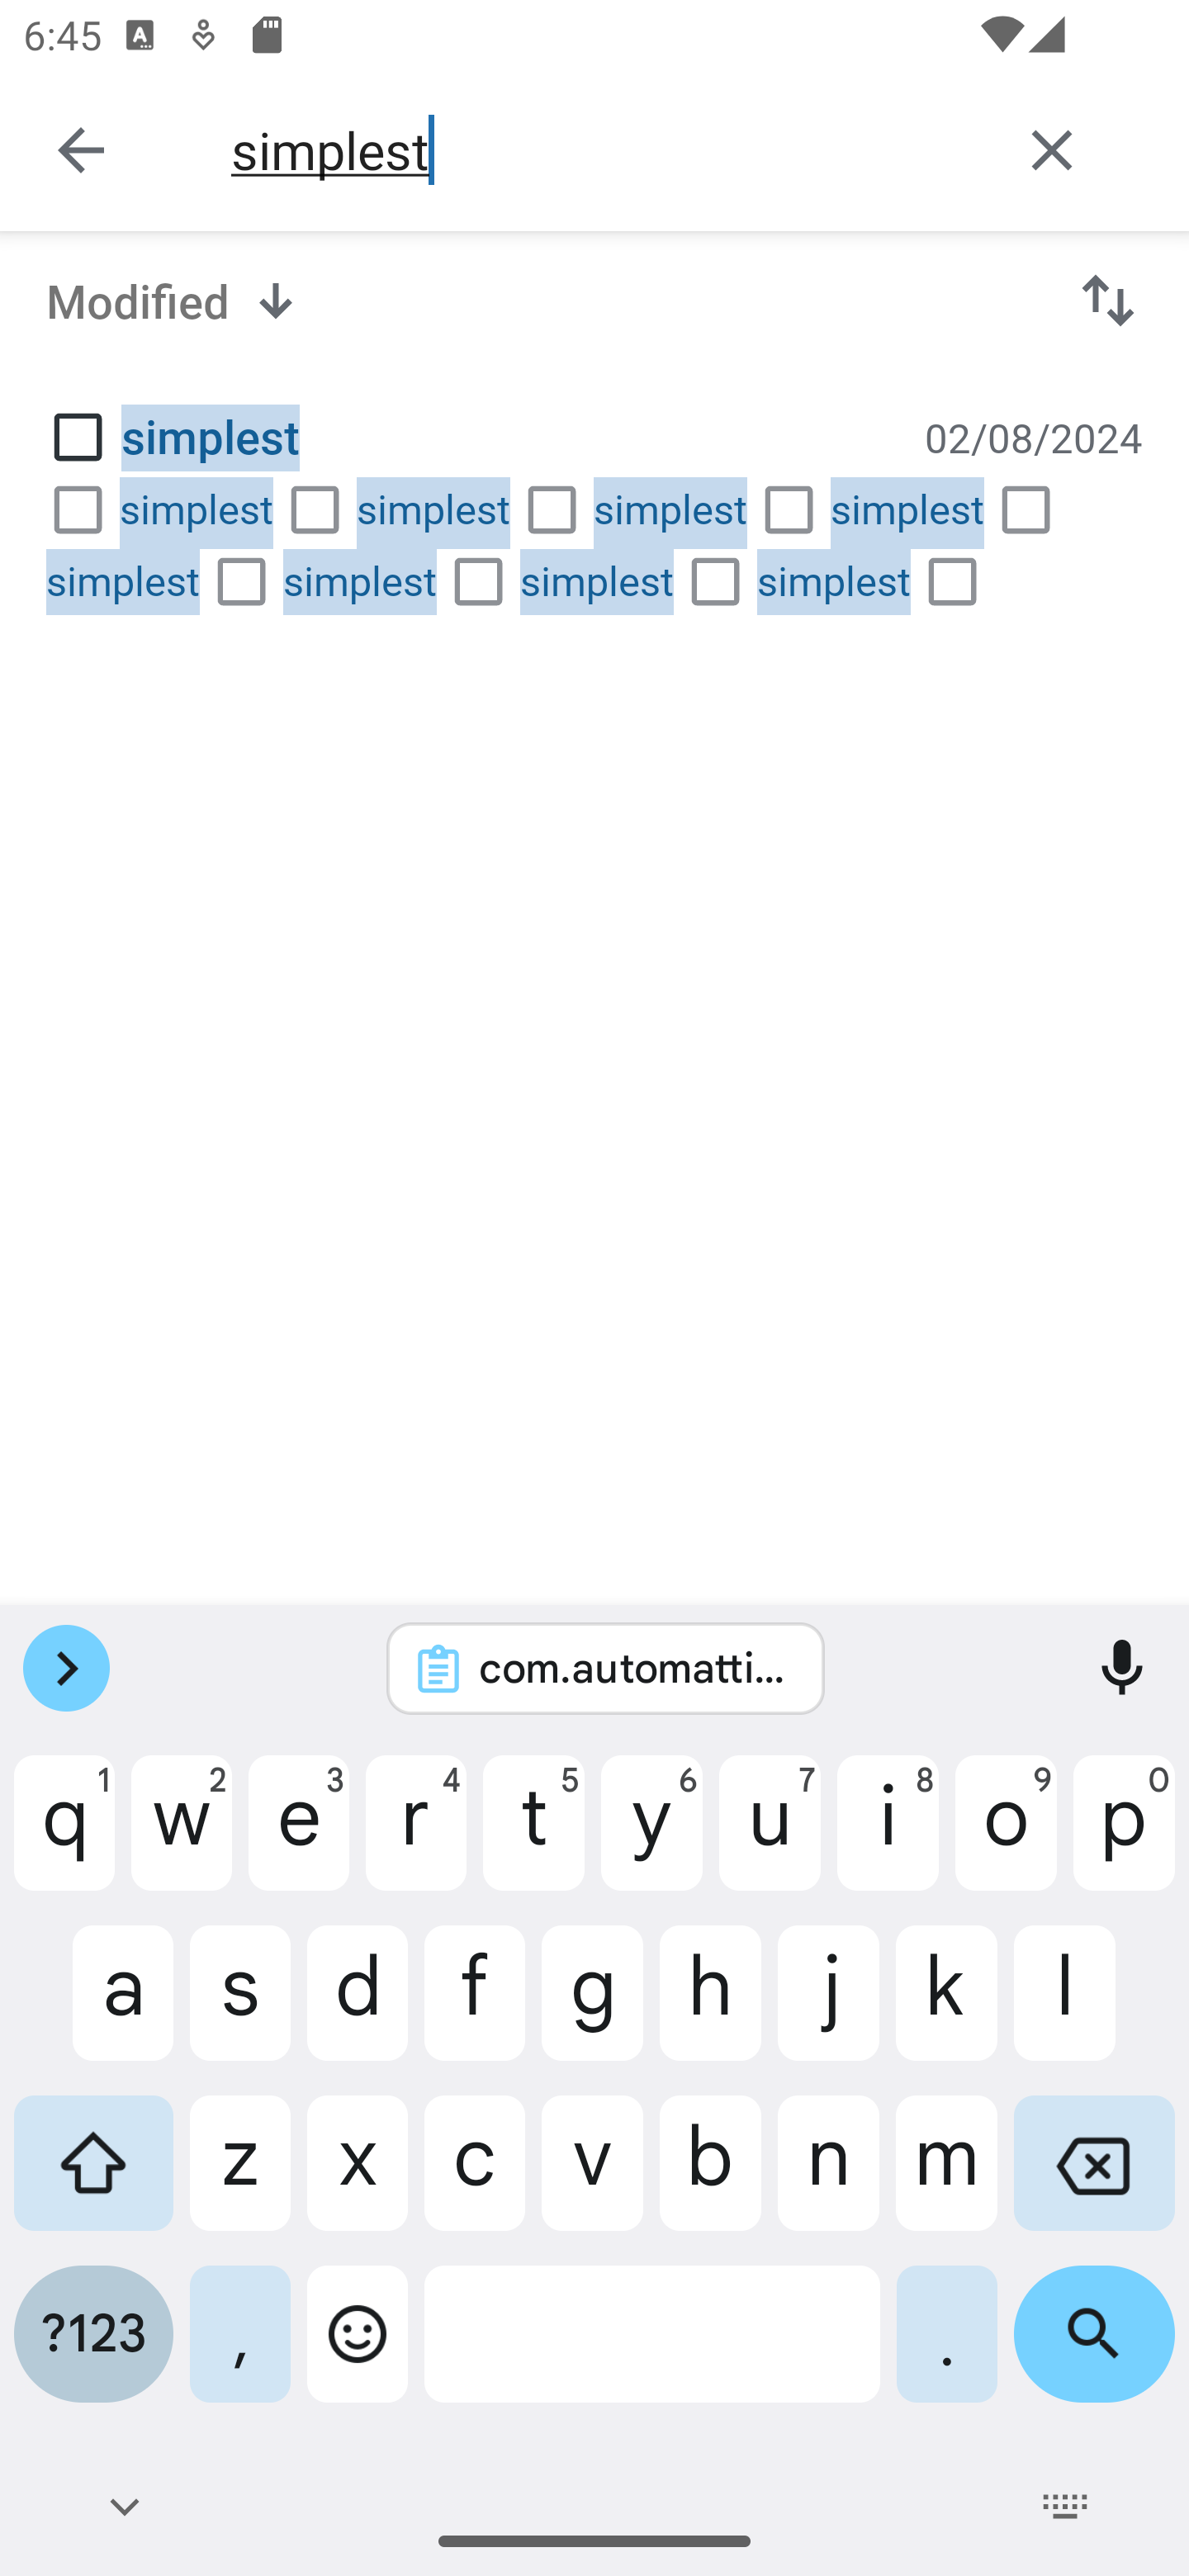 6:45
simplest
Modified
simplest 02/08/2024
simplest simplest simplest simplest
simplest simplest simplest simplest
com.automatti...
q1 w2 e3 r4 t5 y6 u7 i8 o9 p0
a s d f g h j k l
z x c v b n m
?123 , .